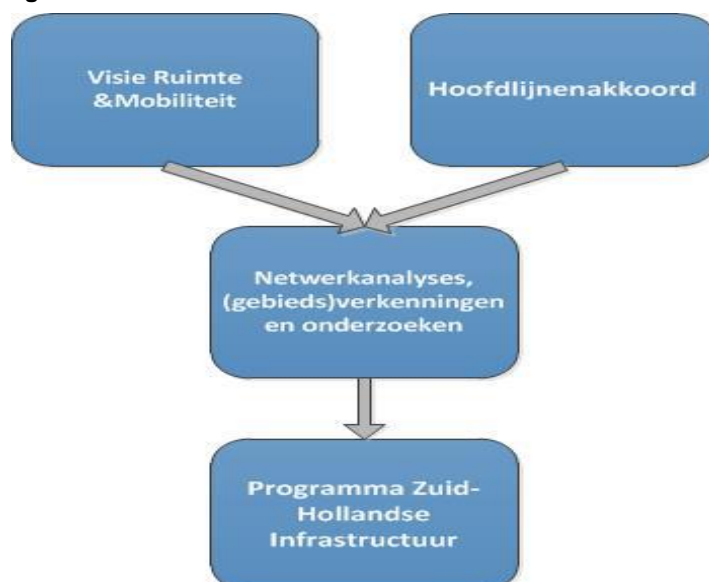 Visie Ruimte
&Mobiliteit
Hoofdlijnenakkoord
Netwerkanalyses,
(gebieds)verkenningen
en onderzoeken
Programma Zuid-
Hollandse
Infrastructuur